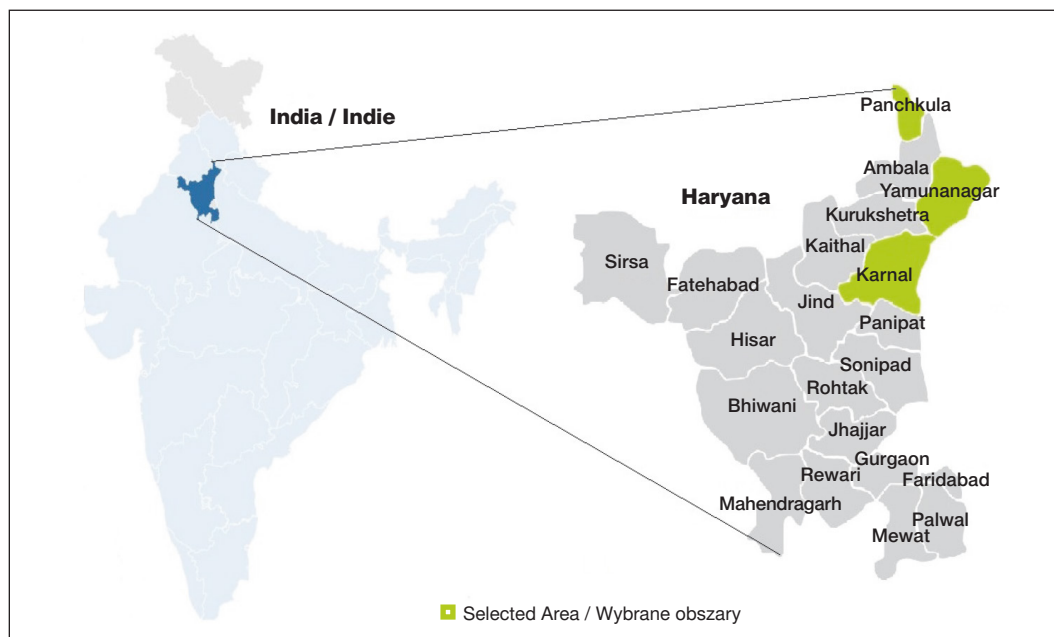 India / Indie
Haryana
Panchkula
Ambala
Yamunanagar
Kurukshetra
Kaithal
Karnal
Sirsa
Fatehabad
Jind
Panipat
Hisar
Sonipad
Rohtak
Bhiwani
Jhajjar
Gurgaon
Rewari
Faridabad
Mahendragarh
Palwal
Mewat
Selected Area / Wybrane obszary